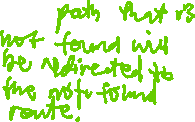 path that is
not found will
be redirected to
the not found
route.